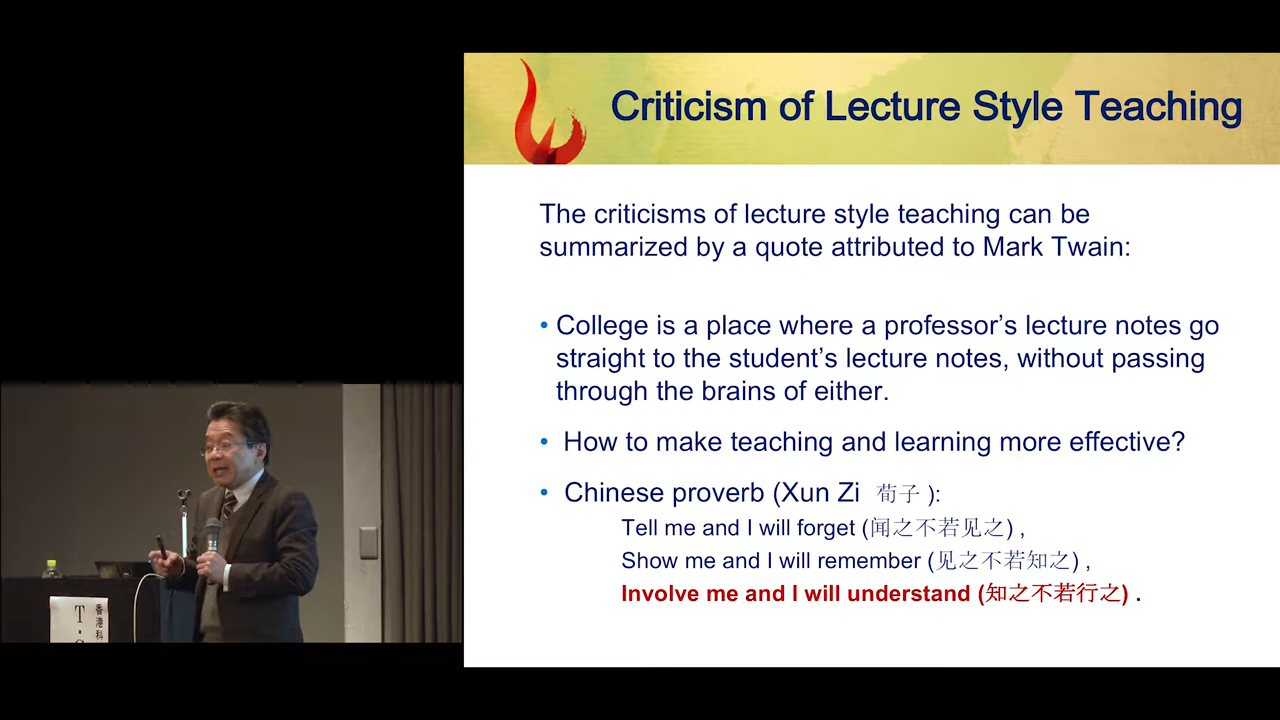 Criticism of Lecture Style Teaching
The criticisms of lecture style teaching can be
summarized by a quote attributed to Mark Twain:
• College is a place where a professor’s lecture notes go
straight to the student’s lecture notes, without passing
through the brains of either.
• How to make teaching and learning more effective?
• Chinese proverb (Xun Zi 荀子):
Tell me and I will forget (闻之不若见之) ,
Show me and I will remember (见之不若知之) ,
Involve me and I will understand (知之不若行之) .
香港科
T.